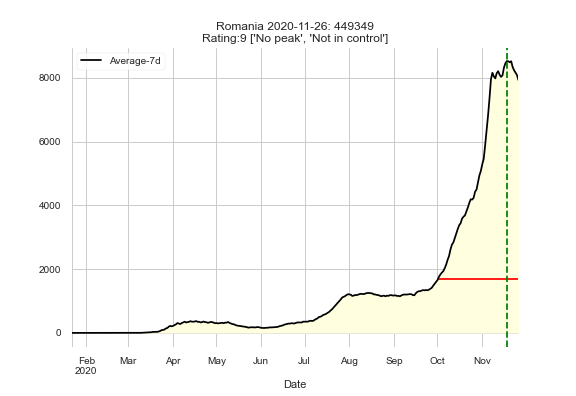 Romania 2020-11-26: 449349
Rating:9 ['No peak', 'Not in control']
Average-7d
8000
6000
4000
2000
0
Feb Mar Apr May Jun Jul Aug Sep Oct Nov
2020
Date